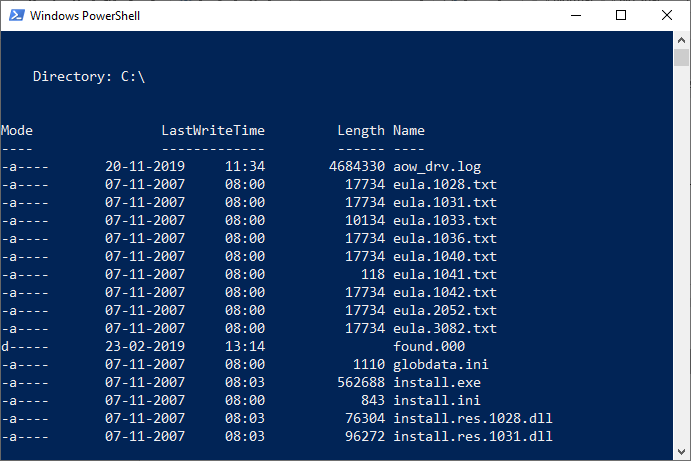 Windows PowerShell
Directory: C:\
Mode LastWriteTime Length Name
---- ------------- ------ ----
-a---- 20-11-2019 11:34 4684330 aow_drv.log
-a---- 07-11-2007 08:00 17734 eula.1028.txt
-a---- 07-11-2007 08:00 17734 eula.1031.txt
-a---- 07-11-2007 08:00 10134 eula.1033.txt
-a---- 07-11-2007 08:00 17734 eula.1036.txt
-a---- 07-11-2007 08:00 17734 eula.1040.txt
-a---- 07-11-2007 08:00 118 eula.1041.txt
-a---- 07-11-2007 08:00 17734 eula.1042.txt
-a---- 07-11-2007 08:00 17734 eula.2052.txt
-a---- 07-11-2007 08:00 17734 eula.3082.txt
d----- 23-02-2019 13:14 found.000
-a---- 07-11-2007 08:00 1110 globdata.ini
-a---- 07-11-2007 08:03 562688 install.exe
-a---- 07-11-2007 08:00 843 install.ini
-a---- 07-11-2007 08:03 76304 install.res.1028.dll
-a---- 07-11-2007 08:03 96272 install.res.1031.dll